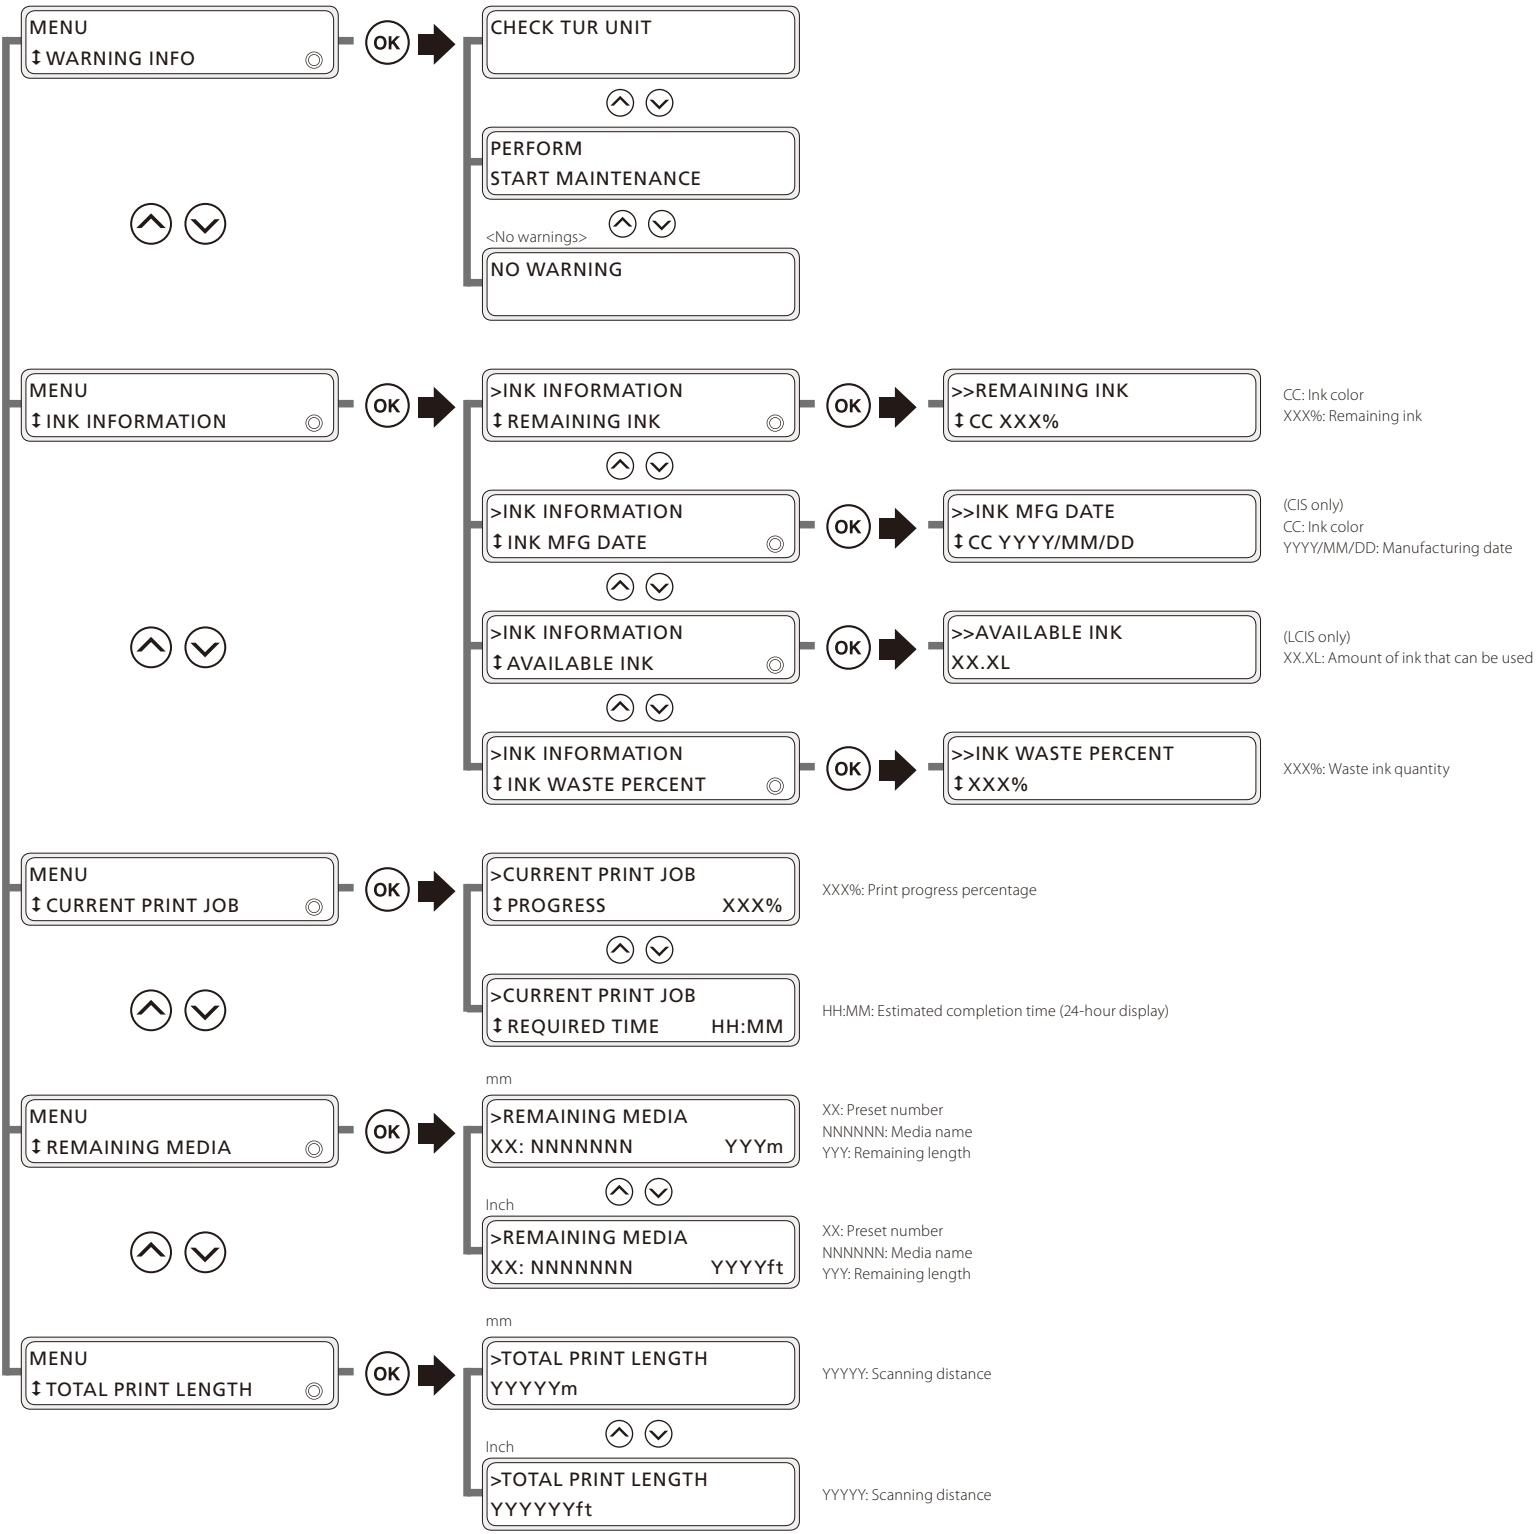 MENU
↕ WARNING INFO ◎
OK
CHECK TUR UNIT
PERFORM
START MAINTENANCE
<No warnings>
NO WARNING
MENU
↕ INK INFORMATION ◎
OK
>INK INFORMATION
↕ REMAINING INK ◎
OK
>>REMAINING INK
↕ CC XXX%
CC: Ink color
XXX%: Remaining ink
>INK INFORMATION
↕ INK MFG DATE ◎
OK
>>INK MFG DATE
↕ CC YYYY/MM/DD
(CIS only)
CC: Ink color
YYYY/MM/DD: Manufacturing date
>INK INFORMATION
↕ AVAILABLE INK ◎
OK
>>AVAILABLE INK
XX.XL
(LCIS only)
XX.XL: Amount of ink that can be used
>INK INFORMATION
↕ INK WASTE PERCENT ◎
OK
>>INK WASTE PERCENT
↕ XXX%
XXX%: Waste ink quantity
MENU
↕ CURRENT PRINT JOB ◎
OK
>CURRENT PRINT JOB
↕ PROGRESS XXX%
XXX%: Print progress percentage
>CURRENT PRINT JOB
↕ REQUIRED TIME HH:MM
HH:MM: Estimated completion time (24-hour display)
MENU
↕ REMAINING MEDIA ◎
OK
mm
>REMAINING MEDIA
XX: NNNNNNN YYYm
XX: Preset number
NNNNNN: Media name
YYY: Remaining length
Inch
>REMAINING MEDIA
XX: NNNNNNN YYYYft
XX: Preset number
NNNNNN: Media name
YYY: Remaining length
MENU
↕ TOTAL PRINT LENGTH ◎
OK
mm
>TOTAL PRINT LENGTH
YYYYYm
YYYYY: Scanning distance
Inch
>TOTAL PRINT LENGTH
YYYYYYft
YYYYY: Scanning distance